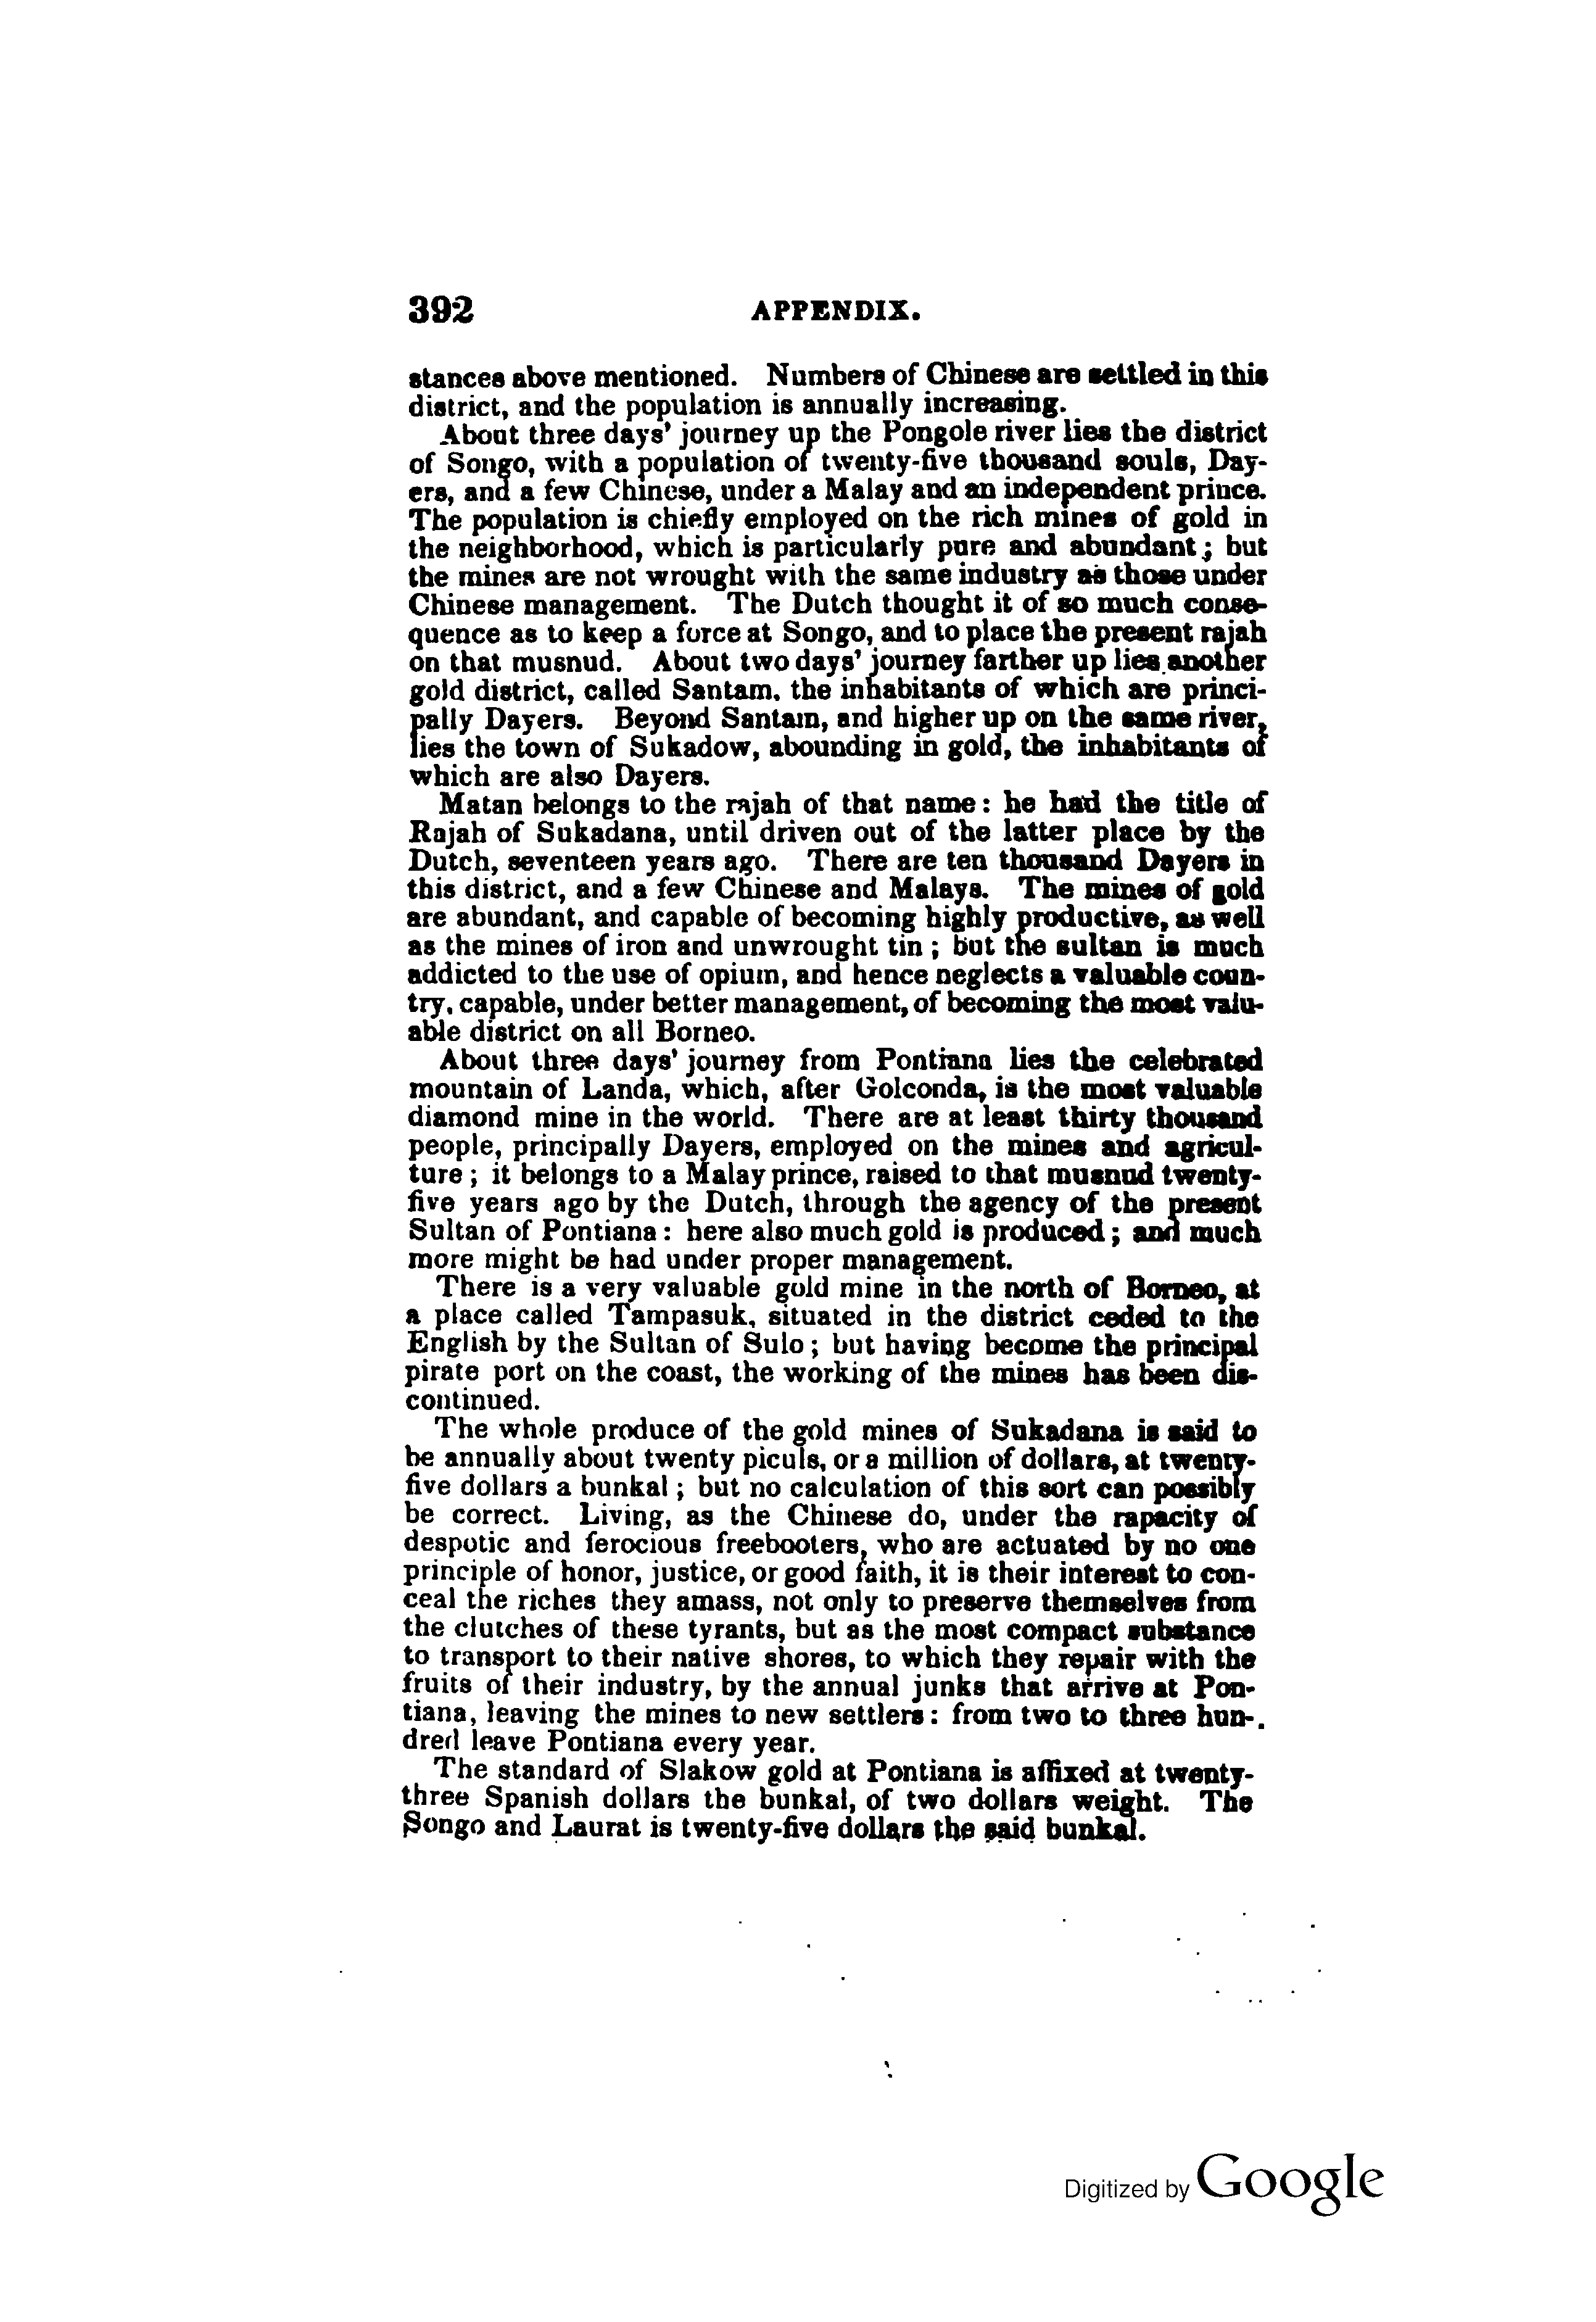 392 APPENDIX.
stances above mentioned. Numbers of Chinese are settled in this
district, and the population is annually increasing.
About three days' journey up the Pongole river lies the district
of Songo, with a population of twenty-five thousand souls, Day-
ers, and a few Chinese, under a Malay and an independent prince.
The population is chiefly employed on the rich mines of gold in
the neighborhood, which is particularly pure and abundant; but
the mines are not wrought with the same industry as those under
Chinese management. The Dutch thought it of so much conse-
quence as to keep a force at Songo, and to place the present rajah
on that musnud. About two days' journey farther up lies another
gold district, called Santam, the inhabitants of which are princi-
pally Dayers. Beyond Santam, and higher up on the same river,
lies the town of Sukadow, abounding in gold, the inhabitants of
which are also Dayers.
Matan belongs to the rajah of that name: he had the title of
Rajah of Sukadana, until driven out of the latter place by the
Dutch, seventeen years ago. There are ten thousand Dayers in
this district, and a few Chinese and Malays. The mines of gold
are abundant, and capable of becoming highly productive, as well
as the mines of iron and unwrought tin; but the sultan is much
addicted to the use of opium, and hence neglects a valuable coun-
try, capable, under better management, of becoming the most valu-
able district on all Borneo.
About three days' journey from Pontiana lies the celebrated
mountain of Landa, which, after Golconda, is the most valuable
diamond mine in the world. There are at least thirty thousand
people, principally Dayers, employed on the mines and agricul-
ture; it belongs to a Malay prince, raised to that musnud twenty-
five years ago by the Dutch, through the agency of the present
Sultan of Pontiana: here also much gold is produced; and much
more might be had under proper management.
There is a very valuable gold mine in the north of Borneo, at
a place called Tampasuk, situated in the district ceded to the
English by the Sultan of Sulo; but having become the principal
pirate port on the coast, the working of the mines has been dis-
continued.
The whole produce of the gold mines of Sukadana is said to
be annually about twenty piculs, or a million of dollars, at twenty-
five dollars a bunkal; but no calculation of this sort can possibly
be correct. Living, as the Chinese do, under the rapacity of
despotic and ferocious freebooters, who are actuated by no one
principle of honor, justice, or good faith, it is their interest to con-
ceal the riches they amass, not only to preserve themselves from
the clutches of these tyrants, but as the most compact substance
to transport to their native shores, to which they repair with the
fruits of their industry, by the annual junks that arrive at Pon-
tiana, leaving the mines to new settlers: from two to three hun-
dred leave Pontiana every year.
The standard of Slakow gold at Pontiana is affixed at twenty-
three Spanish dollars the bunkal, of two dollars weight. The
Songo and Laurat is twenty-five dollars the said bunkal.
Digitized by Google